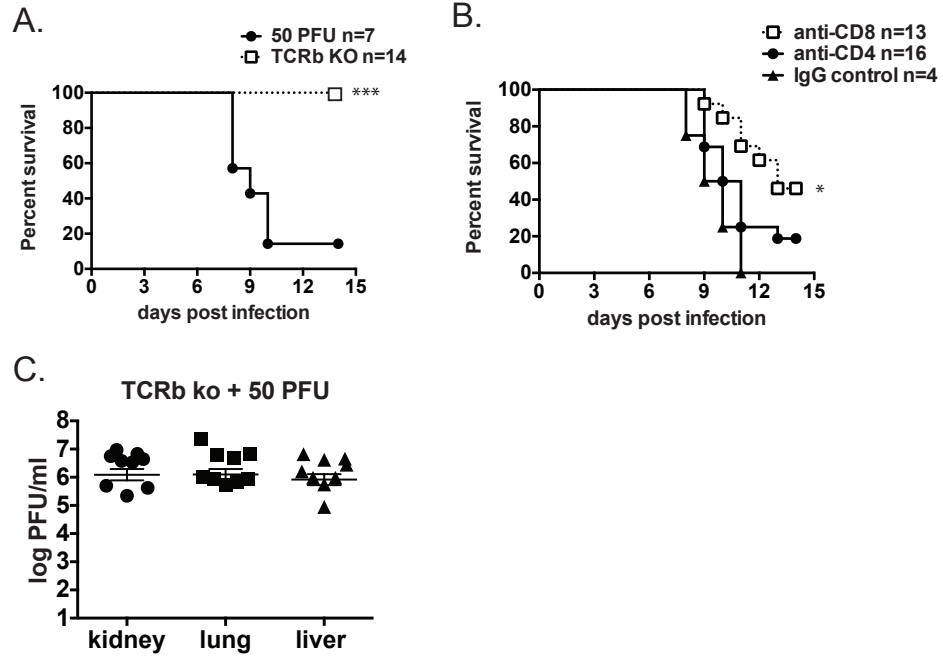 A.
50 PFU n=7
TCRb KO n=14
100
80
60
40
20
0
***
Percent survival
0 3 6 9 12 15
days post infection
B.
anti-CD8 n=13
anti-CD4 n=16
IgG control n=4
100
80
60
40
20
0
*
Percent survival
0 3 6 9 12 15
days post infection
C.
TCRb ko + 50 PFU
8
7
6
5
4
3
2
1
log PFU/ml
kidney lung liver